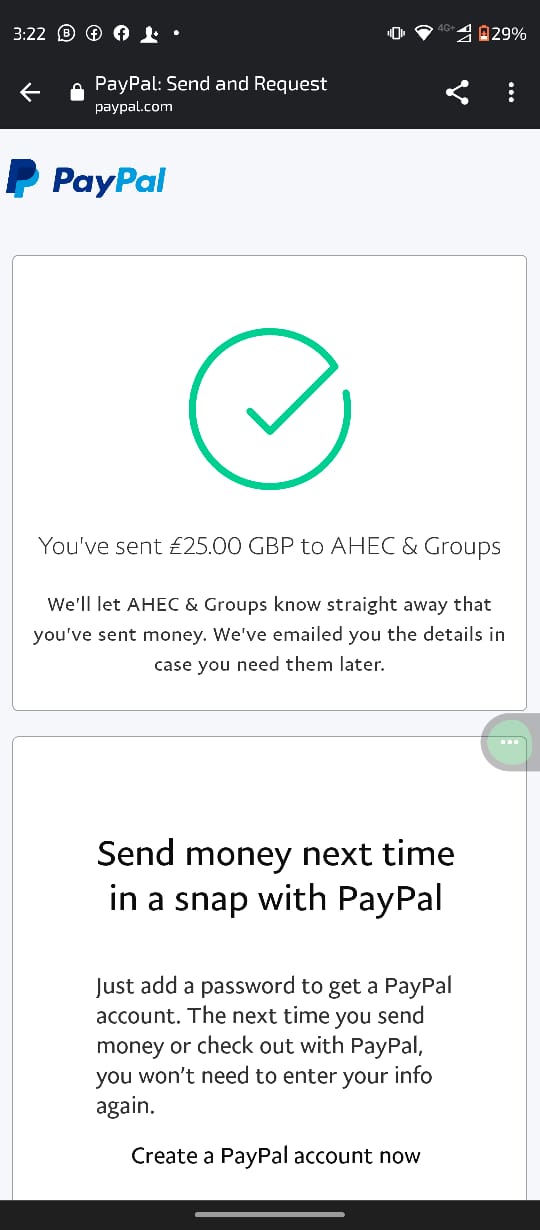 3:22 4G+ 29%
PayPal: Send and Request
paypal.com
PayPal
You've sent £25.00 GBP to AHEC & Groups
We'll let AHEC & Groups know straight away that
you've sent money. We've emailed you the details in
case you need them later.
Send money next time
in a snap with PayPal
Just add a password to get a PayPal
account. The next time you send
money or check out with PayPal,
you won’t need to enter your info
again.
Create a PayPal account now